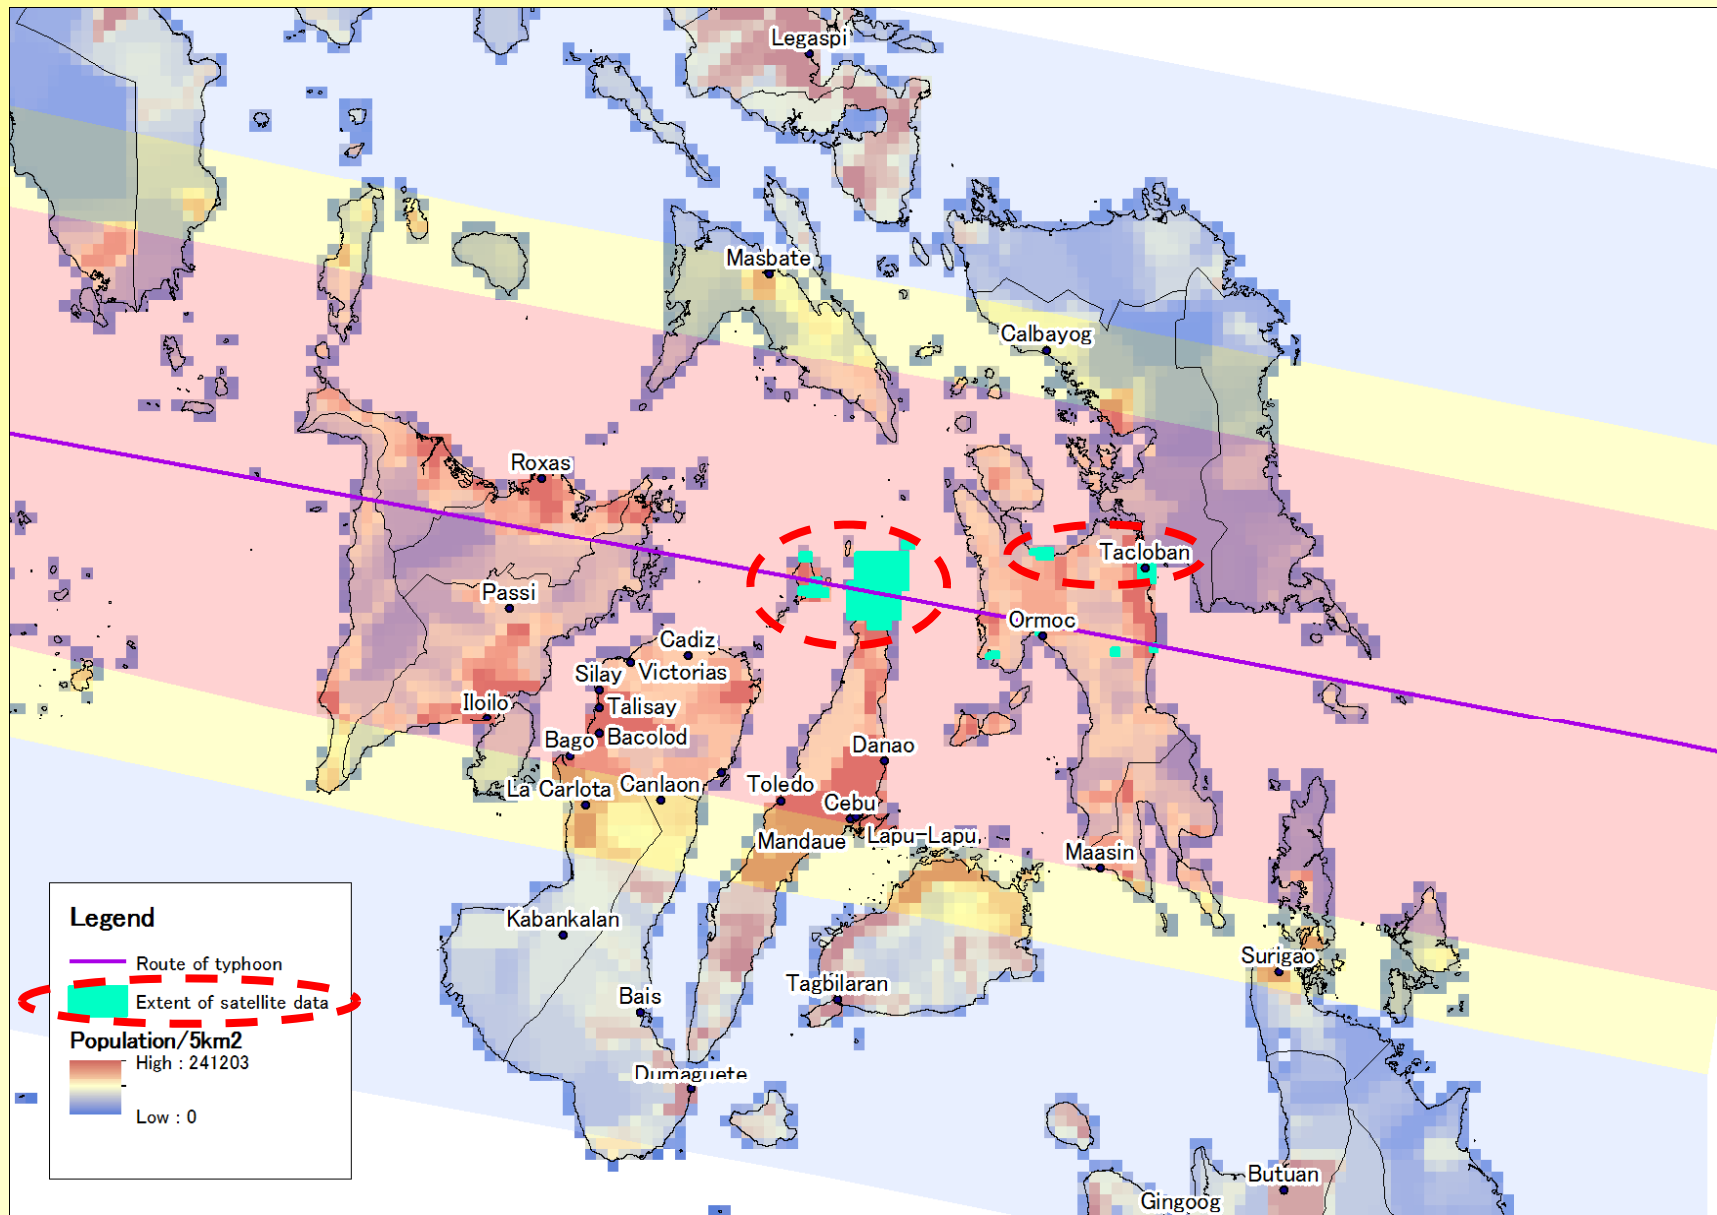 Legaspi
Masbate
Calbayog
Roxas
Tacloban
Passi
Ormoc
Cadiz
Silay
Victorias
Iloilo
Talisay
Bago
Bacolod
Danao
La Carlota
Canlaon
Toledo
Cebu
Mandaue
Lapu-Lapu
Maasin
Kabankalan
Surigao
Tagbilaran
Bais
Dumaguete
Butuan
Gingoog
Legend
Route of typhoon
Extent of satellite data
Population/5km2
High : 241203
Low : 0